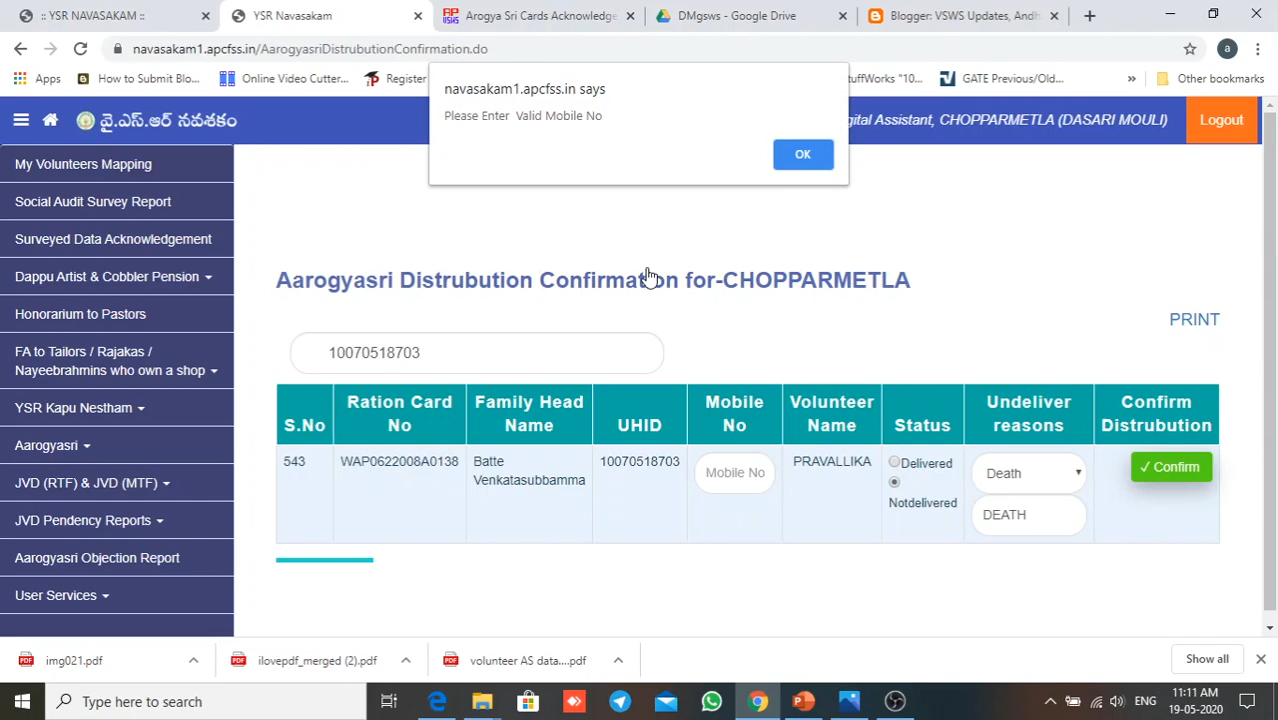 :: YSR NAVASAKAM ::
YSR Navasakam
Arogya Sri Cards Acknowledge
DMgsws - Google Drive
Blogger: VSWS Updates, Andh
navasakam1.apcfss.in/AarogyasriDistrubutionConfirmation.do
a
Apps
How to Submit Blo...
Online Video Cutter...
Register
tuffWorks "10...
GATE Previous/Old...
»
Other bookmarks
navasakam1.apcfss.in says
Please Enter Valid Mobile No
OK
వై.ఎస్.ఆర్ నవశకం
gital Assistant, CHOPPARMETLA (DASARI MOULI)
Logout
My Volunteers Mapping
Social Audit Survey Report
Surveyed Data Acknowledgement
Dappu Artist & Cobbler Pension
Honorarium to Pastors
FA to Tailors / Rajakas /
Nayeebrahmins who own a shop
YSR Kapu Nestham
Aarogyasri
JVD (RTF) & JVD (MTF)
JVD Pendency Reports
Aarogyasri Objection Report
User Services
Aarogyasri Distrubution Confirmation for-CHOPPARMETLA
PRINT
10070518703
S.No Ration Card No Family Head Name UHID Mobile No Volunteer Name Status Undeliver reasons Confirm Distrubution
543 WAP0622008A0138 Batte Venkatasubbamma 10070518703 Mobile No PRAVALLIKA Delivered Notdelivered Death DEATH ✓ Confirm
img021.pdf
ilovepdf_merged (2).pdf
volunteer AS data....pdf
Show all
Type here to search
ENG
11:11 AM
19-05-2020